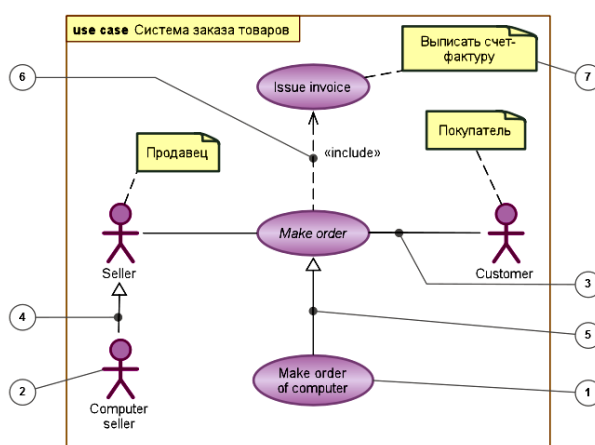 use case Система заказа товаров
Выписать счет-
фактуру
6
Issue invoice
7
Продавец
«include»
Покупатель
Make order
Seller
Customer
3
4
5
Make order
of computer
2
1
Computer
seller